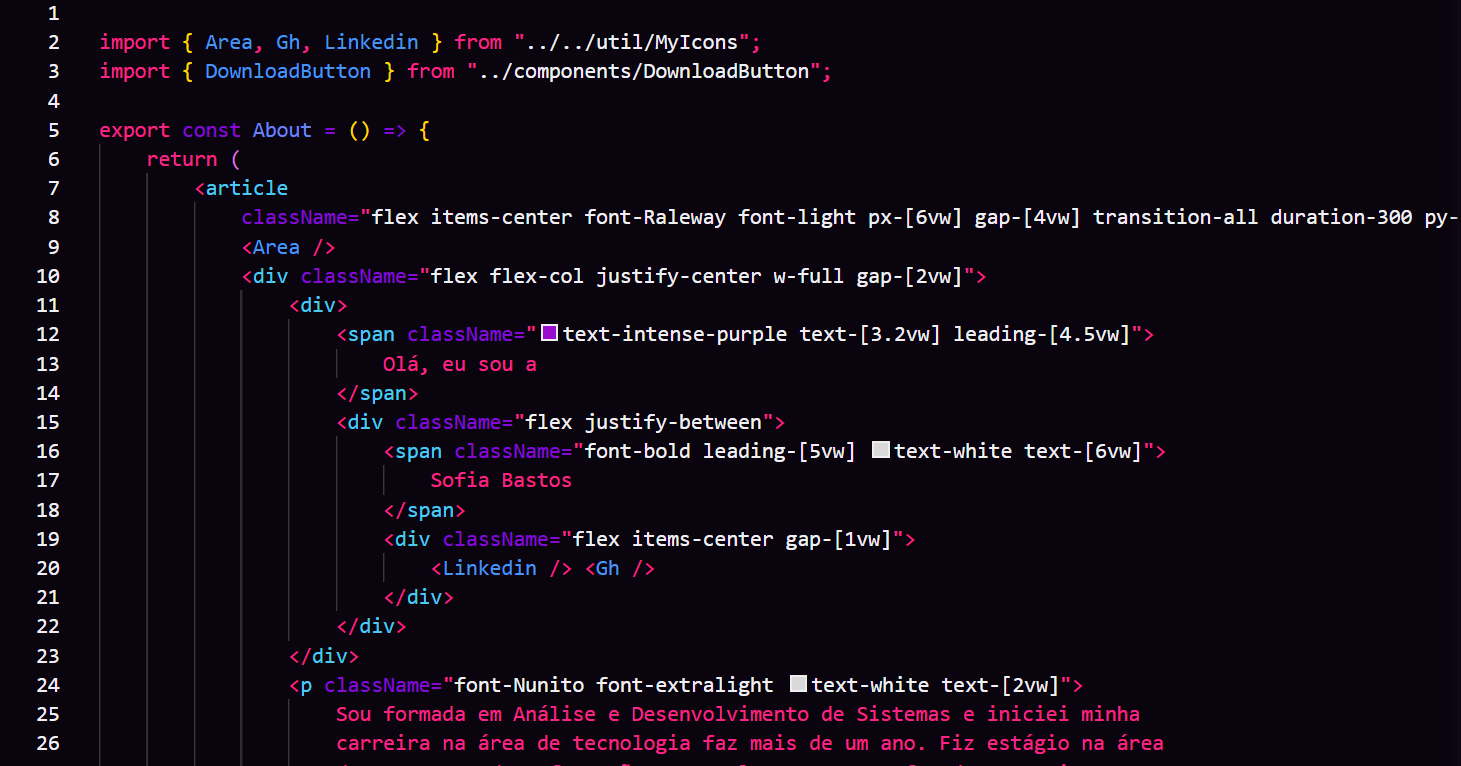 1
2 import { Area, Gh, Linkedin } from "../../util/MyIcons";
3 import { DownloadButton } from "../components/DownloadButton";
4
5 export const About = () => {
6 return (
7 <article
8 className="flex items-center font-Raleway font-light px-[6vw] gap-[4vw] transition-all duration-300 py-
9 <Area />
10 <div className="flex flex-col justify-center w-full gap-[2vw]">
11 <div>
12 <span className="text-intense-purple text-[3.2vw] leading-[4.5vw]">
13 Olá, eu sou a
14 </span>
15 <div className="flex justify-between">
16 <span className="font-bold leading-[5vw] text-white text-[6vw]">
17 Sofia Bastos
18 </span>
19 <div className="flex items-center gap-[1vw]">
20 <Linkedin /> <Gh />
21 </div>
22 </div>
23 </div>
24 <p className="font-Nunito font-extralight text-white text-[2vw]">
25 Sou formada em Análise e Desenvolvimento de Sistemas e iniciei minha
26 carreira na área de tecnologia faz mais de um ano. Fiz estágio na área